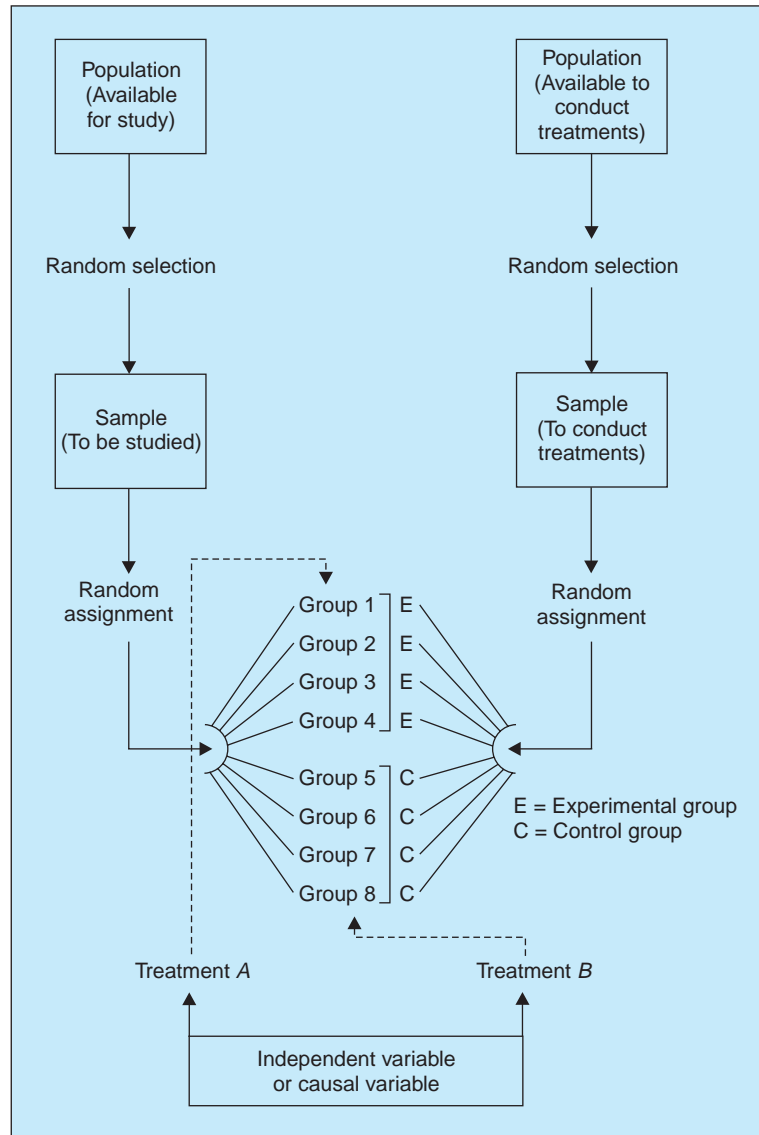 Population
(Available
for study)
Population
(Available to
conduct
treatments)
Random selection
Random selection
Sample
(To be studied)
Sample
(To conduct
treatments)
Random
assignment
Random
assignment
Group 1 E
Group 2 E
Group 3 E
Group 4 E
Group 5 C
Group 6 C
Group 7 C
Group 8 C
E = Experimental group
C = Control group
Treatment A
Treatment B
Independent variable
or causal variable